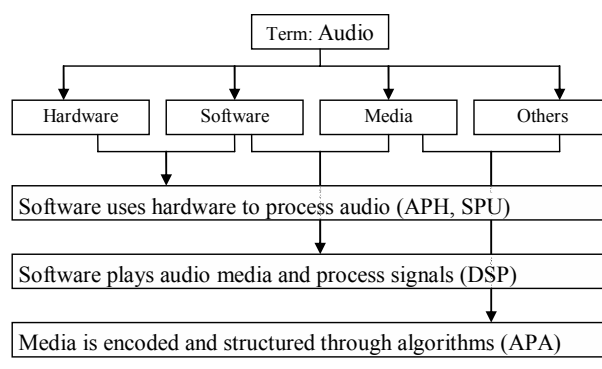 Term: Audio
Hardware
Software
Media
Others
Software uses hardware to process audio (APH, SPU)
Software plays audio media and process signals (DSP)
Media is encoded and structured through algorithms (APA)